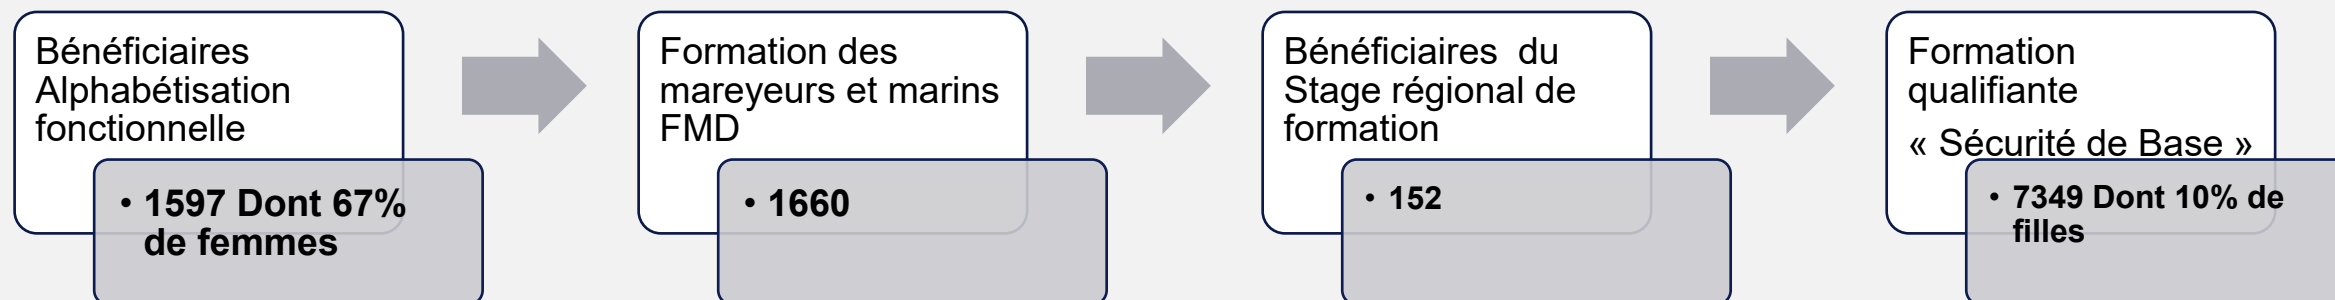 Bénéficiaires
Alphabétisation
fonctionnelle
• 1597 Dont 67%
de femmes
Formation des
mareyeurs et marins
FMD
• 1660
Bénéficiaires  du
Stage régional de
formation
• 152
Formation
qualifiante
« Sécurité de Base »
• 7349 Dont 10% de
filles